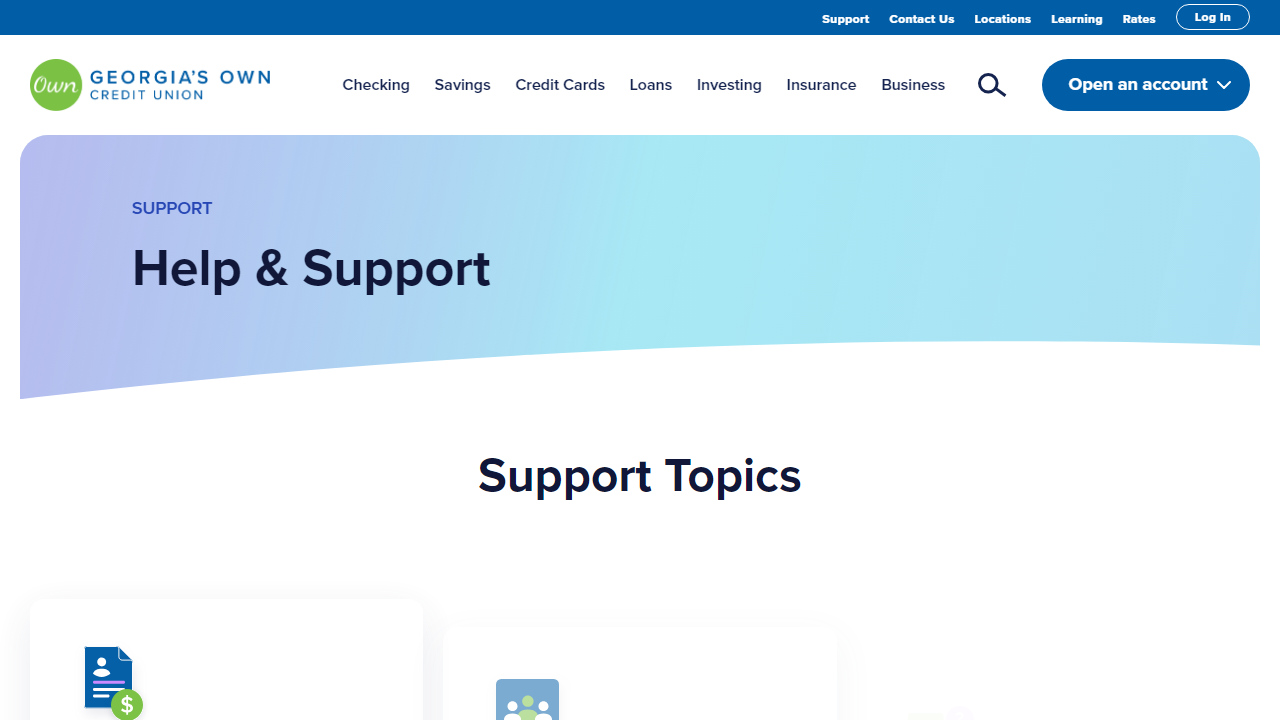 Support Contact Us Locations Learning Rates Log In
Own GEORGIA'S OWN
CREDIT UNION
Checking Savings Credit Cards Loans Investing Insurance Business Open an account
SUPPORT
Help & Support
Support Topics
$